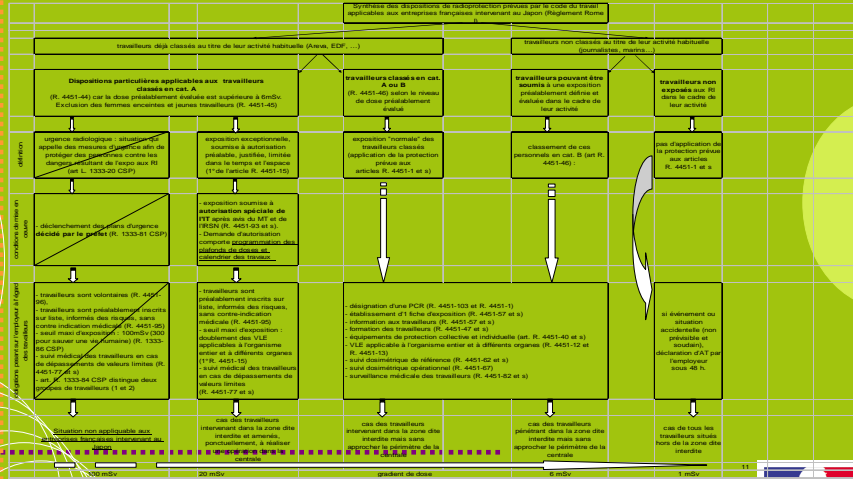 Synthèse des dispositions de radioprotection prévues par le code du travail
applicables aux entreprises françaises intervenant au Japon (Règlement Rome
I)
travailleurs déjà classés au titre de leur activité habituelle (Areva, EDF, …)
travailleurs non classés au titre de leur activité habituelle
(journalistes, marins…)
Dispositions particulières applicables aux travailleurs
classés en cat. A
(R. 4451-44) car la dose préalablement évaluée est supérieure à 6mSv.
Exclusion des femmes enceintes et jeunes travailleurs (R. 4451-45)
travailleurs classés en cat.
A ou B
(R. 4451-46) selon le niveau
de dose préalablement
évalué
travailleurs pouvant être
soumis à une exposition
préalablement définie et
évaluée dans le cadre de
leur activité
travailleurs non
exposés aux RI
dans le cadre de
leur activité
définition
urgence radiologique : situation qui
appelle des mesures d'urgence afin de
protéger des personnes contre les
dangers résultant de l'expo aux RI
(art L. 1333-20 CSP)
exposition exceptionnelle,
soumise à autorisation
préalable, justifiée, limitée
dans le temps et l'espace
(1°de l'article R. 4451-15)
exposition "normale" des
travailleurs classés
(application de la protection
prévue aux
articles R. 4451-1 et s)
classement de ces
personnels en cat. B (art R.
4451-46) :
pas d'application de
la protection prévue
aux articles
R. 4451-1 et s
conditions de mise en
œuvre
- déclenchement des plans d'urgence
décidé par le préfet (R. 1333-81 CSP)
- exposition soumise à
autorisation spéciale de
l'IT après avis du MT et de
l'IRSN (R. 4451-93 et s).
- Demande d'autorisation
comporte programmation des
plafonds de doses et
calendrier des travaux
obligations pesant sur l'employeur à l'égard
des travailleurs
- travailleurs sont volontaires (R. 4451-
96),
- travailleurs sont préalablement inscrits
sur liste, informés des risques, sans
contre indication médicale (R. 4451-95)
- seuil maxi d'exposition : 100mSv (300
pour sauver une vie humaine) (R. 1333-
86 CSP)
- suivi médical des travailleurs en cas
de dépassements de valeurs limites (R.
4451-77 et s)
- art. R. 1333-84 CSP distingue deux
groupes de travailleurs (1 et 2)
- travailleurs sont
préalablement inscrits sur
liste, informés des risques,
sans contre-indication
médicale (R. 4451-95)
- seuil maxi d'exposition :
doublement des VLE
applicables à l'organisme
entier et à différents organes
(1°R. 4451-15)
- suivi médical des travailleurs
en cas de dépassements de
valeurs limites
(R. 4451-77 et s)
- désignation d'une PCR (R. 4451-103 et R. 4451-1)
- établissement d'1 fiche d'exposition (R. 4451-57 et s)
- information aux travailleurs (R. 4451-57 et s)
- formation des travailleurs (R. 4451-47 et s)
- équipements de protection collective et individuelle (art. R. 4451-40 et s)
- VLE applicable à l'organisme entier et à différents organes (R. 4451-12 et
R. 4451-13)
- suivi dosimétrique de référence (R. 4451-62 et s)
- suivi dosimétrique opérationnel (R. 4451-67)
- surveillance médicale des travailleurs (R. 4451-82 et s)
si événement ou
situation
accidentelle (non
prévisible et
soudain),
déclaration d'AT par
l'employeur
sous 48 h.
Situation non applicable aux
entreprises françaises intervenant au
Japon
cas des travailleurs
intervenant dans la zone dite
interdite et amenés,
ponctuellement, à réaliser
une opération dans la
centrale
cas des travailleurs
intervenant dans la zone dite
interdite mais sans
approcher le périmètre de la
centrale
cas des travailleurs
pénétrant dans la zone dite
interdite mais sans
approcher le périmètre de la
centrale
cas de tous les
travailleurs situés
hors de la zone dite
interdite
11
100 mSv
20 mSv
gradient de dose
6 mSv
1 mSv